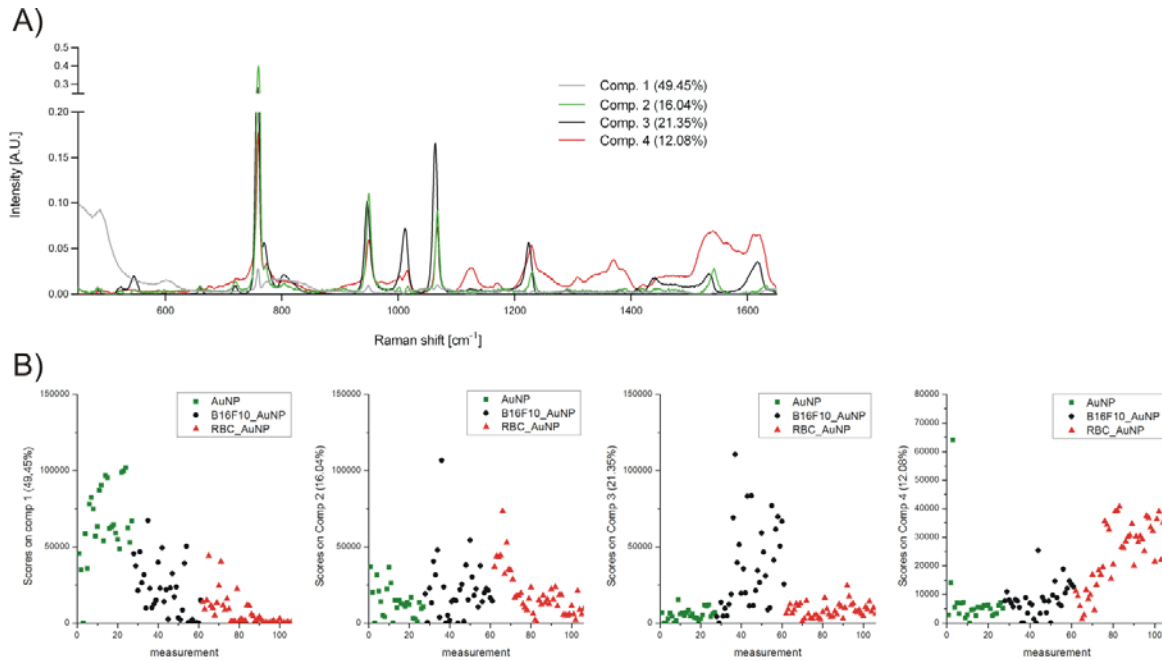 A)
0.5
0.4
0.3
0.20
0.15
0.10
0.05
0.00
Intensity [A.U.]
600 800 1000 1200 1400 1600
Raman shift [cm⁻¹]
Comp. 1 (49.45%)
Comp. 2 (16.04%)
Comp. 3 (21.35%)
Comp. 4 (12.08%)
B)
150000
100000
50000
0
Scores on comp 1 (49,45%)
0 20 40 60 80 100
measurement
AuNP
B16F10_AuNP
RBC_AuNP
150000
100000
50000
0
Scores on Comp 2 (16.04%)
0 20 40 60 80 100
measurement
AuNP
B16F10_AuNP
RBC_AuNP
150000
100000
50000
0
Scores on Comp 3 (21.35%)
0 20 40 60 80 100
measurement
AuNP
B16F10_AuNP
RBC_AuNP
80000
70000
60000
50000
40000
30000
20000
10000
0
Scores on Comp 4 (12.08%)
0 20 40 60 80 100
measurement
AuNP
B16F10_AuNP
RBC_AuNP